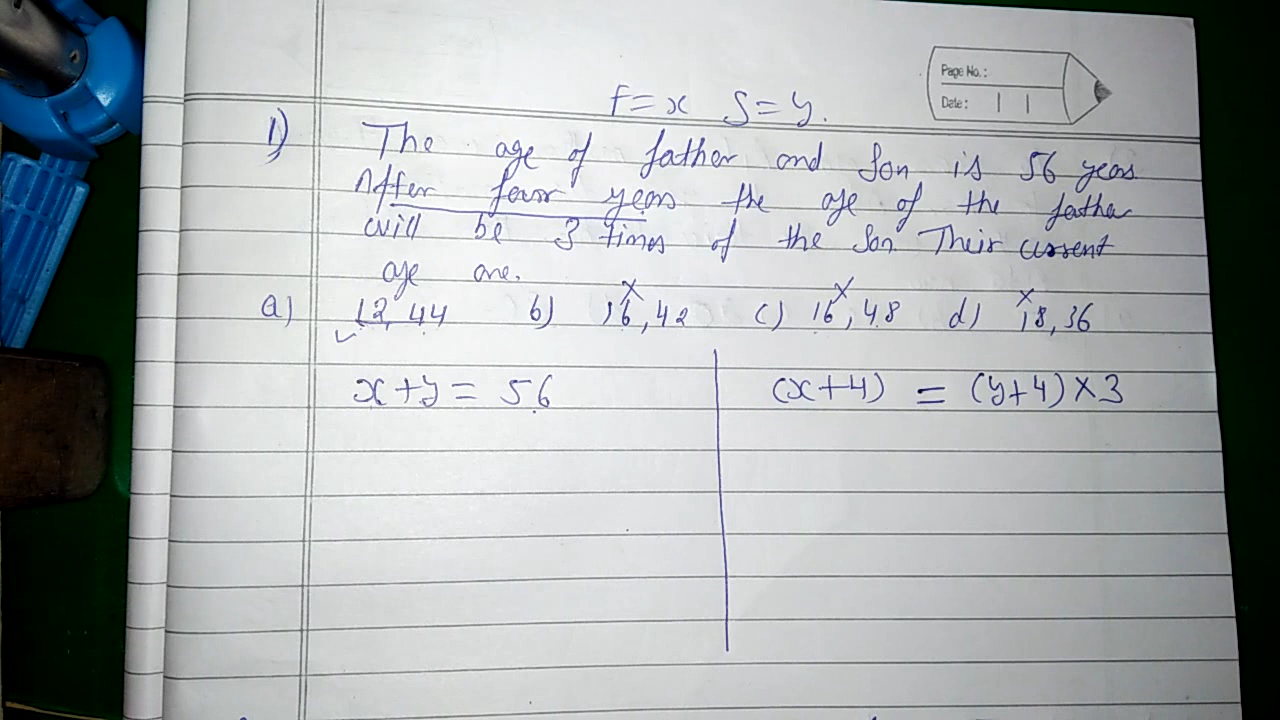 Page No.:
Date:
F=x S=y.
1) The age of father and Son is 56 years
After four years the age of the father
will be 3 times of the Son Their current
age are.
a) 12, 44 b) 16, 42 c) 16, 48 d) 18, 36
x+y = 56 (x+4) = (y+4)×3